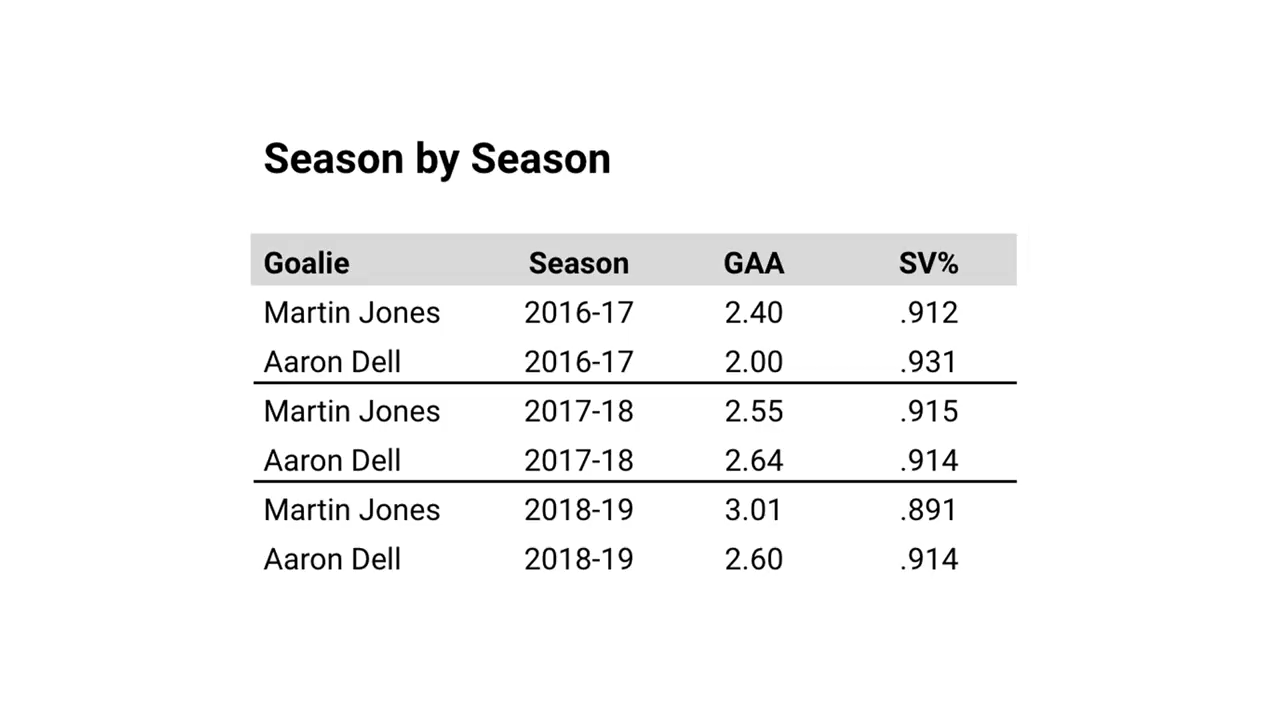 Season by Season
Goalie Season GAA SV%
Martin Jones 2016-17 2.40 .912
Aaron Dell 2016-17 2.00 .931
Martin Jones 2017-18 2.55 .915
Aaron Dell 2017-18 2.64 .914
Martin Jones 2018-19 3.01 .891
Aaron Dell 2018-19 2.60 .914